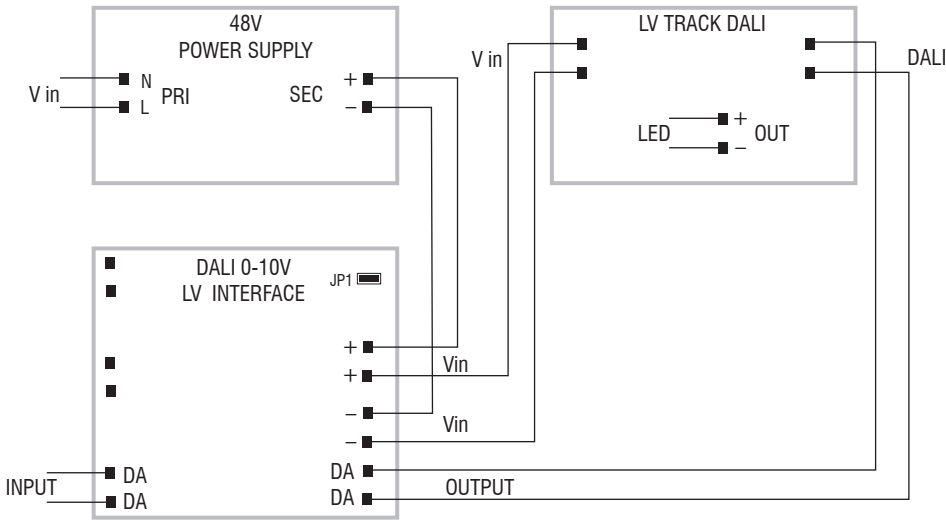 48V
POWER SUPPLY
V in
N
L
PRI
SEC
+
−
LV TRACK DALI
V in
DALI
LED
+
−
OUT
DALI 0-10V
LV INTERFACE
JP1
+
+
Vin
−
−
Vin
INPUT
DA
DA
DA
DA
OUTPUT